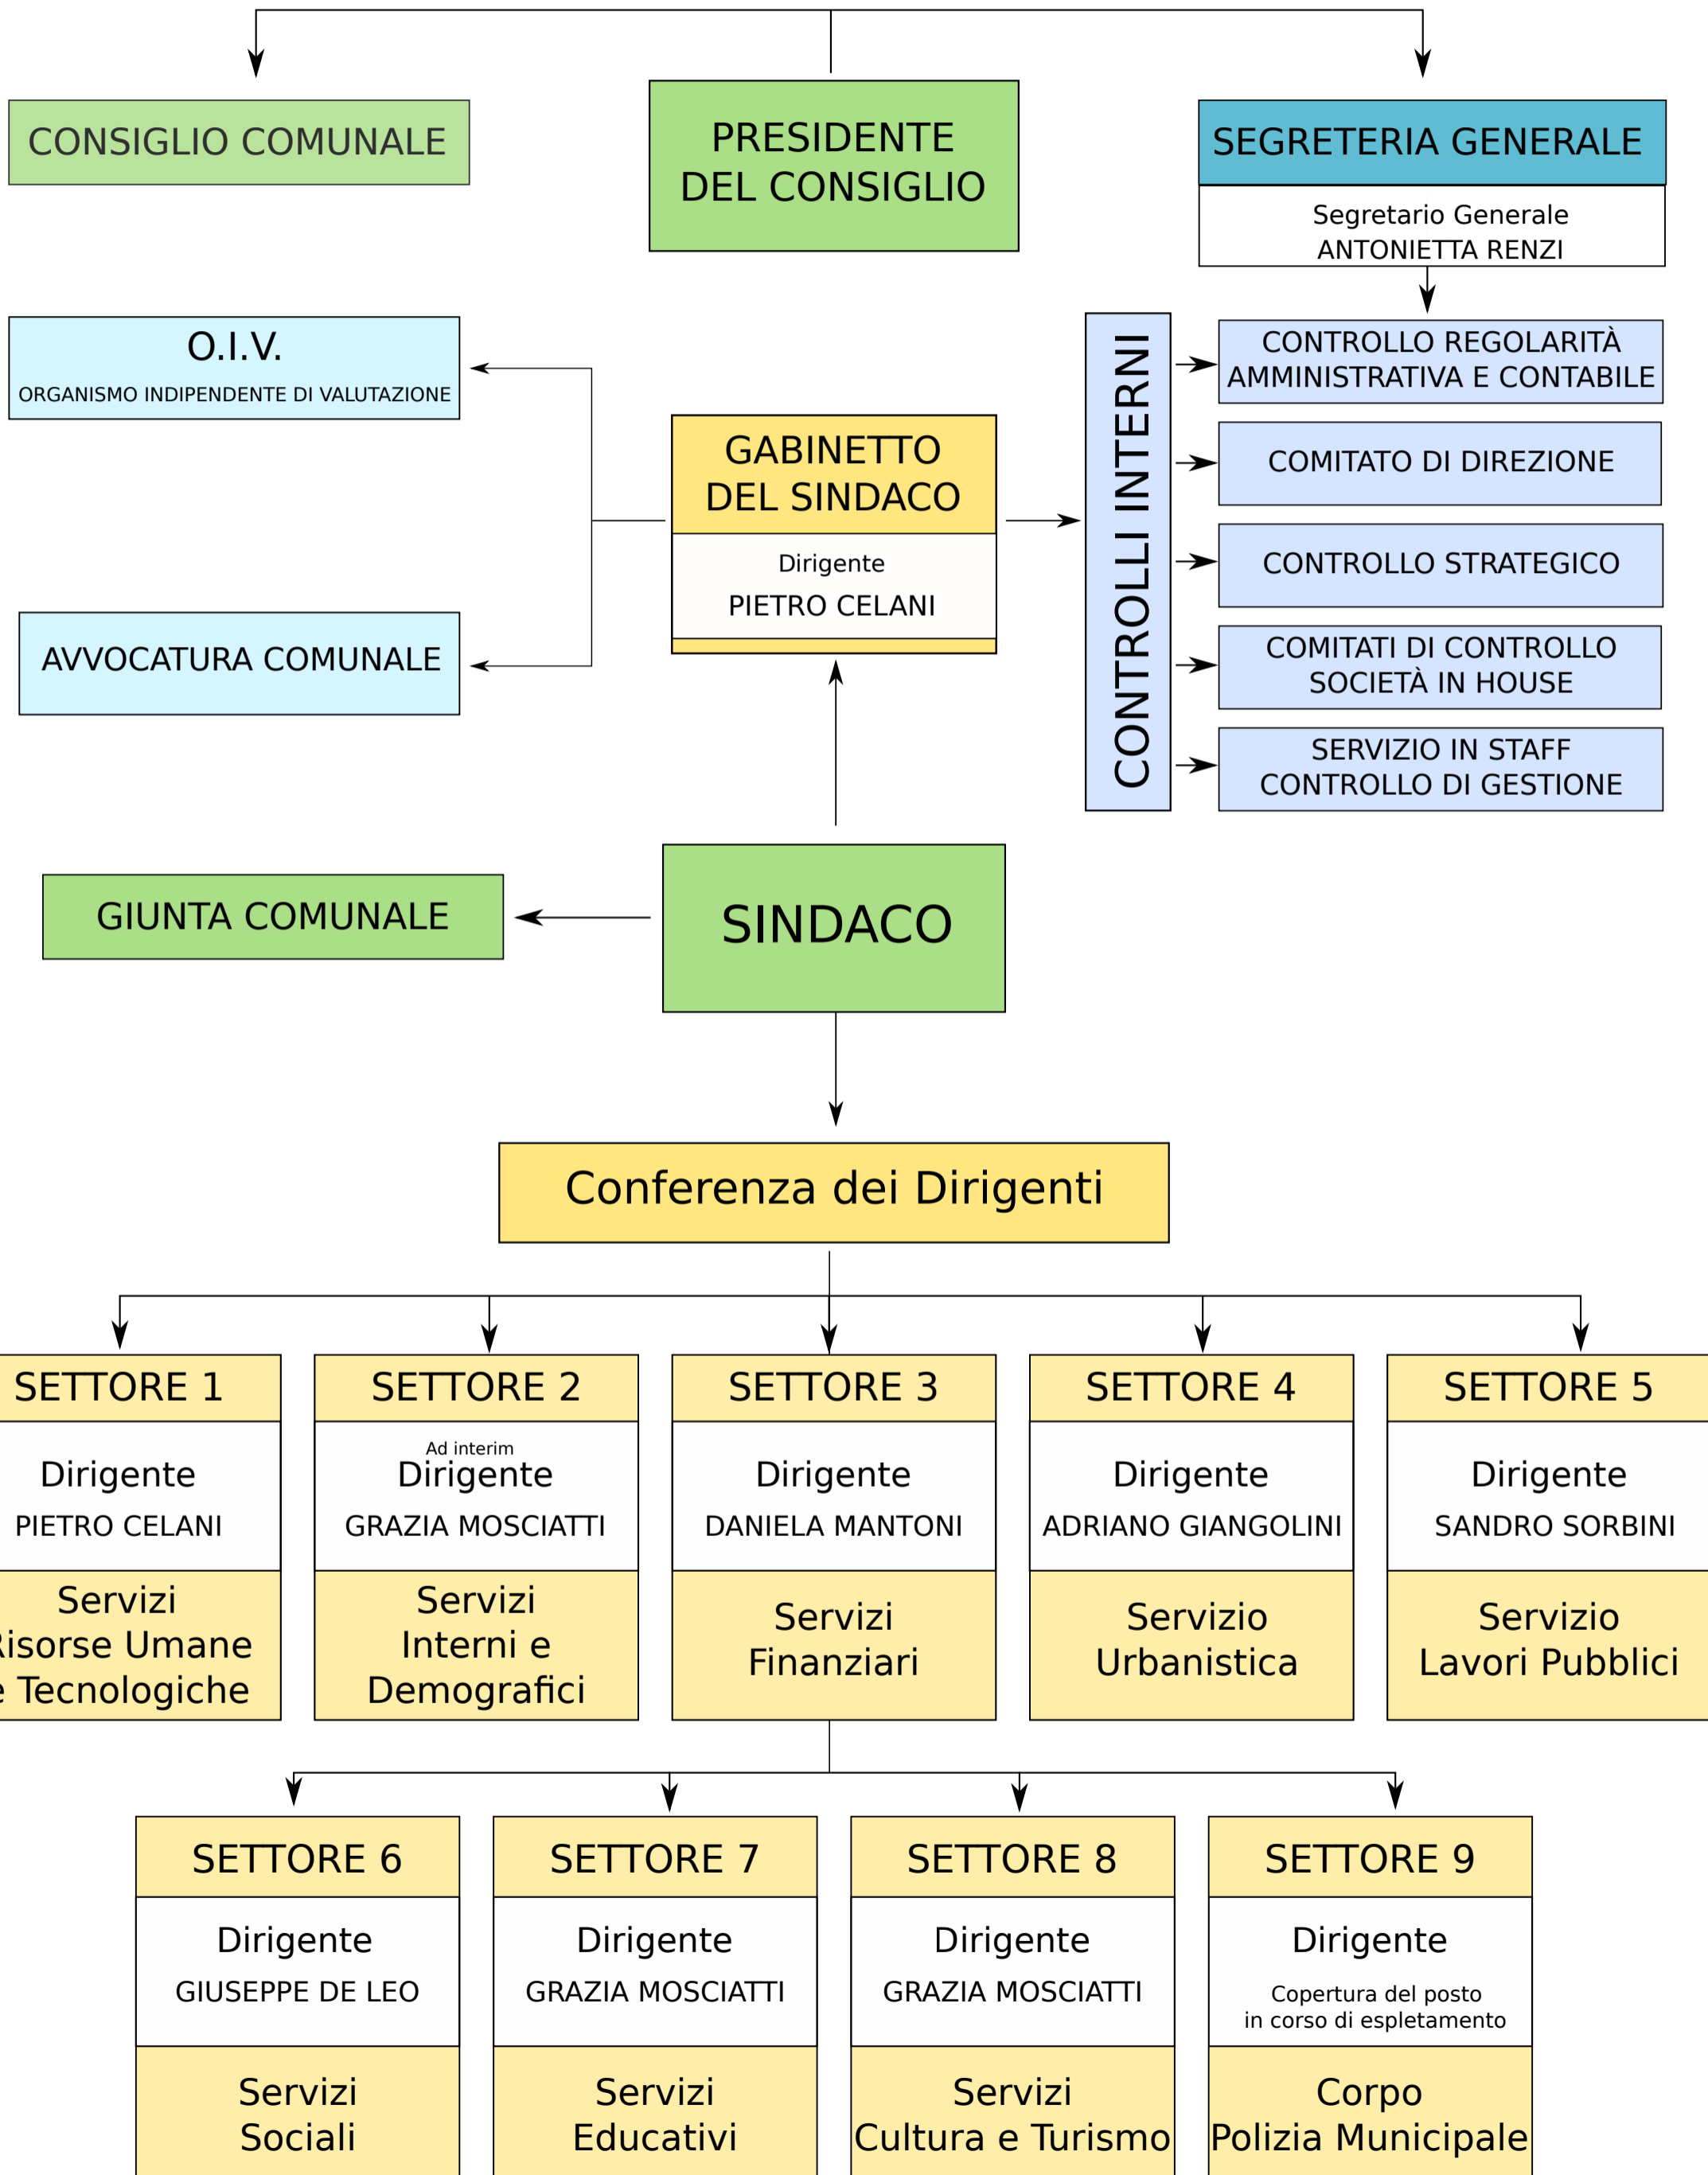 CONSIGLIO COMUNALE
PRESIDENTE
DEL CONSIGLIO
SEGRETERIA GENERALE
Segretario Generale
ANTONIETTA RENZI
O.I.V.
ORGANISMO INDIPENDENTE DI VALUTAZIONE
AVVOCATURA COMUNALE
GABINETTO
DEL SINDACO
Dirigente
PIETRO CELANI
CONTROLLI INTERNI
CONTROLLO REGOLARITÀ
AMMINISTRATIVA E CONTABILE
COMITATO DI DIREZIONE
CONTROLLO STRATEGICO
COMITATI DI CONTROLLO
SOCIETÀ IN HOUSE
SERVIZIO IN STAFF
CONTROLLO DI GESTIONE
GIUNTA COMUNALE
SINDACO
Conferenza dei Dirigenti
SETTORE 1
Dirigente
PIETRO CELANI
Servizi
Risorse Umane
e Tecnologiche
SETTORE 2
Ad interim
Dirigente
GRAZIA MOSCIATTI
Servizi
Interni e
Demografici
SETTORE 3
Dirigente
DANIELA MANTONI
Servizi
Finanziari
SETTORE 4
Dirigente
ADRIANO GIANGOLINI
Servizio
Urbanistica
SETTORE 5
Dirigente
SANDRO SORBINI
Servizio
Lavori Pubblici
SETTORE 6
Dirigente
GIUSEPPE DE LEO
Servizi
Sociali
SETTORE 7
Dirigente
GRAZIA MOSCIATTI
Servizi
Educativi
SETTORE 8
Dirigente
GRAZIA MOSCIATTI
Servizi
Cultura e Turismo
SETTORE 9
Dirigente
Copertura del posto
in corso di espletamento
Corpo
Polizia Municipale